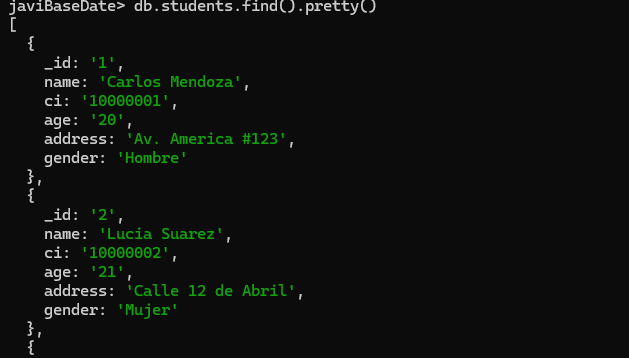 javiBaseDate> db.students.find().pretty()
[
  {
    _id: '1',
    name: 'Carlos Mendoza',
    ci: '10000001',
    age: '20',
    address: 'Av. America #123',
    gender: 'Hombre'
  },
  {
    _id: '2',
    name: 'Lucia Suarez',
    ci: '10000002',
    age: '21',
    address: 'Calle 12 de Abril',
    gender: 'Mujer'
  },
  {